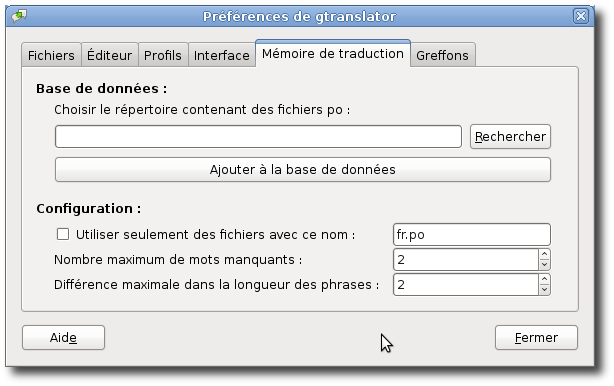 Préférences de gtranslator
Fichiers Éditeur Profils Interface Mémoire de traduction Greffons
Base de données :
Choisir le répertoire contenant des fichiers po :
Rechercher
Ajouter à la base de données
Configuration :
Utiliser seulement des fichiers avec ce nom : fr.po
Nombre maximum de mots manquants : 2
Différence maximale dans la longueur des phrases : 2
Aide Fermer